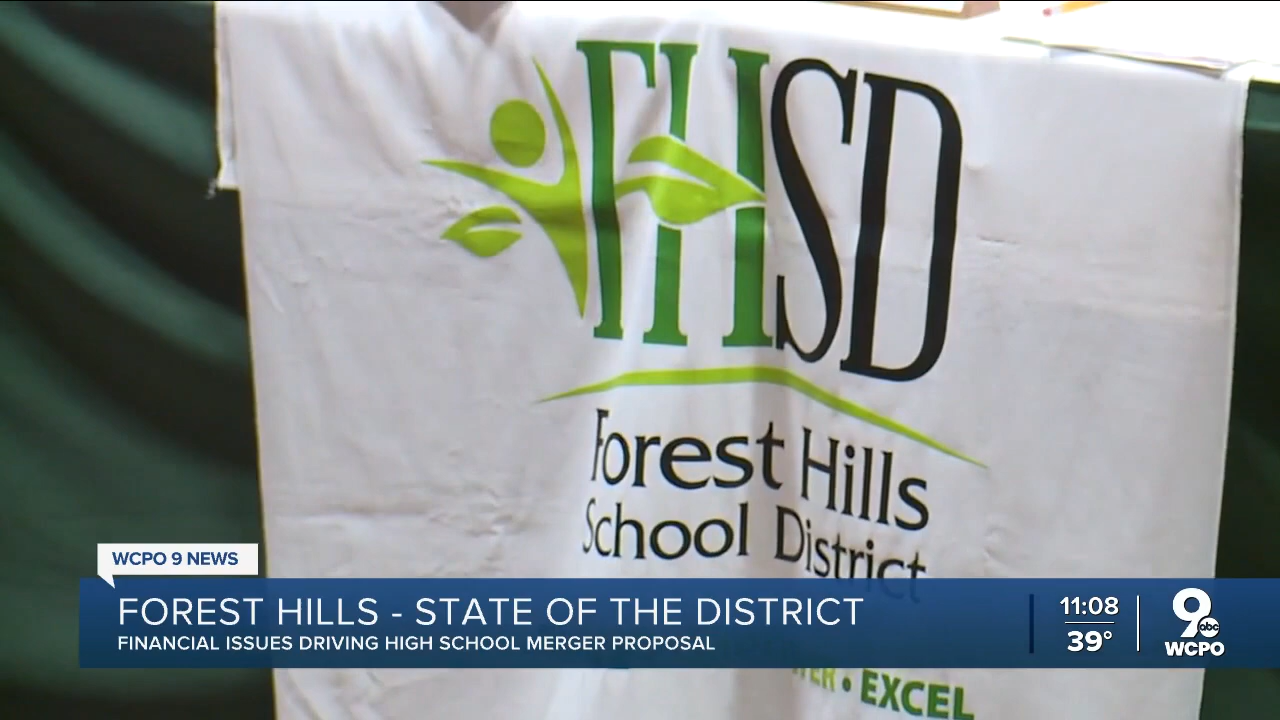 FHSD
Forest Hills
School District
• EXCEL
WCPO 9 NEWS
FOREST HILLS - STATE OF THE DISTRICT
FINANCIAL ISSUES DRIVING HIGH SCHOOL MERGER PROPOSAL
11:08
39°
9 abc
WCPO